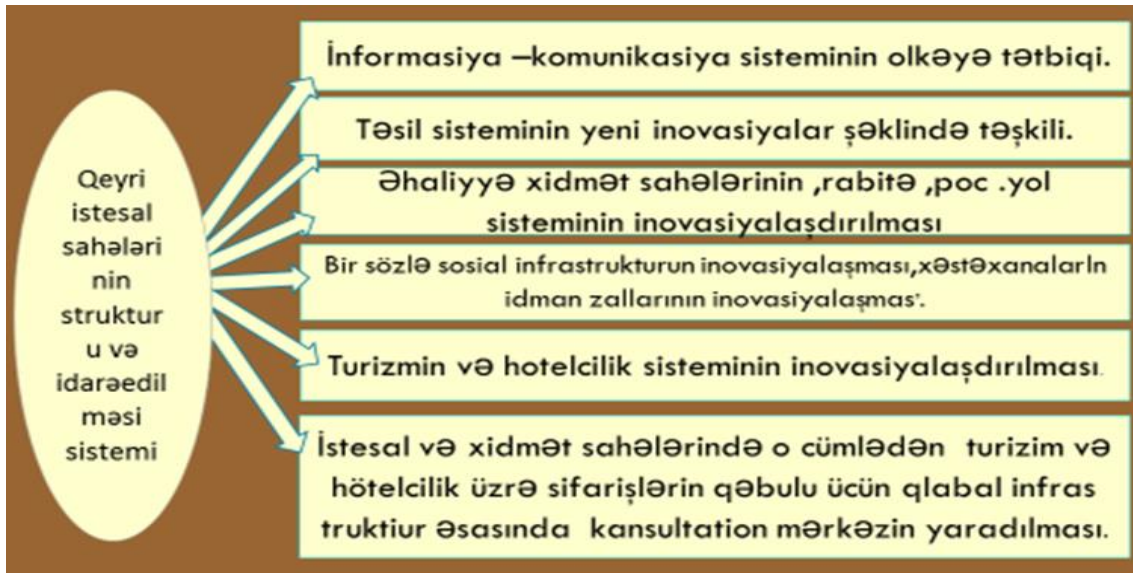 Qeyri
istesal
sahələri
nin
struktur
u və
idarəedil
məsi
sistemi
İnformasiya –komunikasiya sisteminin olkəyə tətbiqi.
Təsil sisteminin yeni inovasiyalar şəklində təşkili.
Əhaliyyə xidmət sahələrinin ,rabitə ,poc .yol
sisteminin inovasiyalaşdırılması
Bir sözlə sosial infrastrukturun inovasiyalaşması,xəstəxanalarln
idman zallarının inovasiyalaşmas'.
Turizmin və hotelcilik sisteminin inovasiyalaşdırılması.
İstesal və xidmət sahələrində o cümlədən turizim və
hötelcilik üzrə sifarişlərin qəbulu ücün qlabal infras
truktiur əsasında kansultation mərkəzin yaradılması.